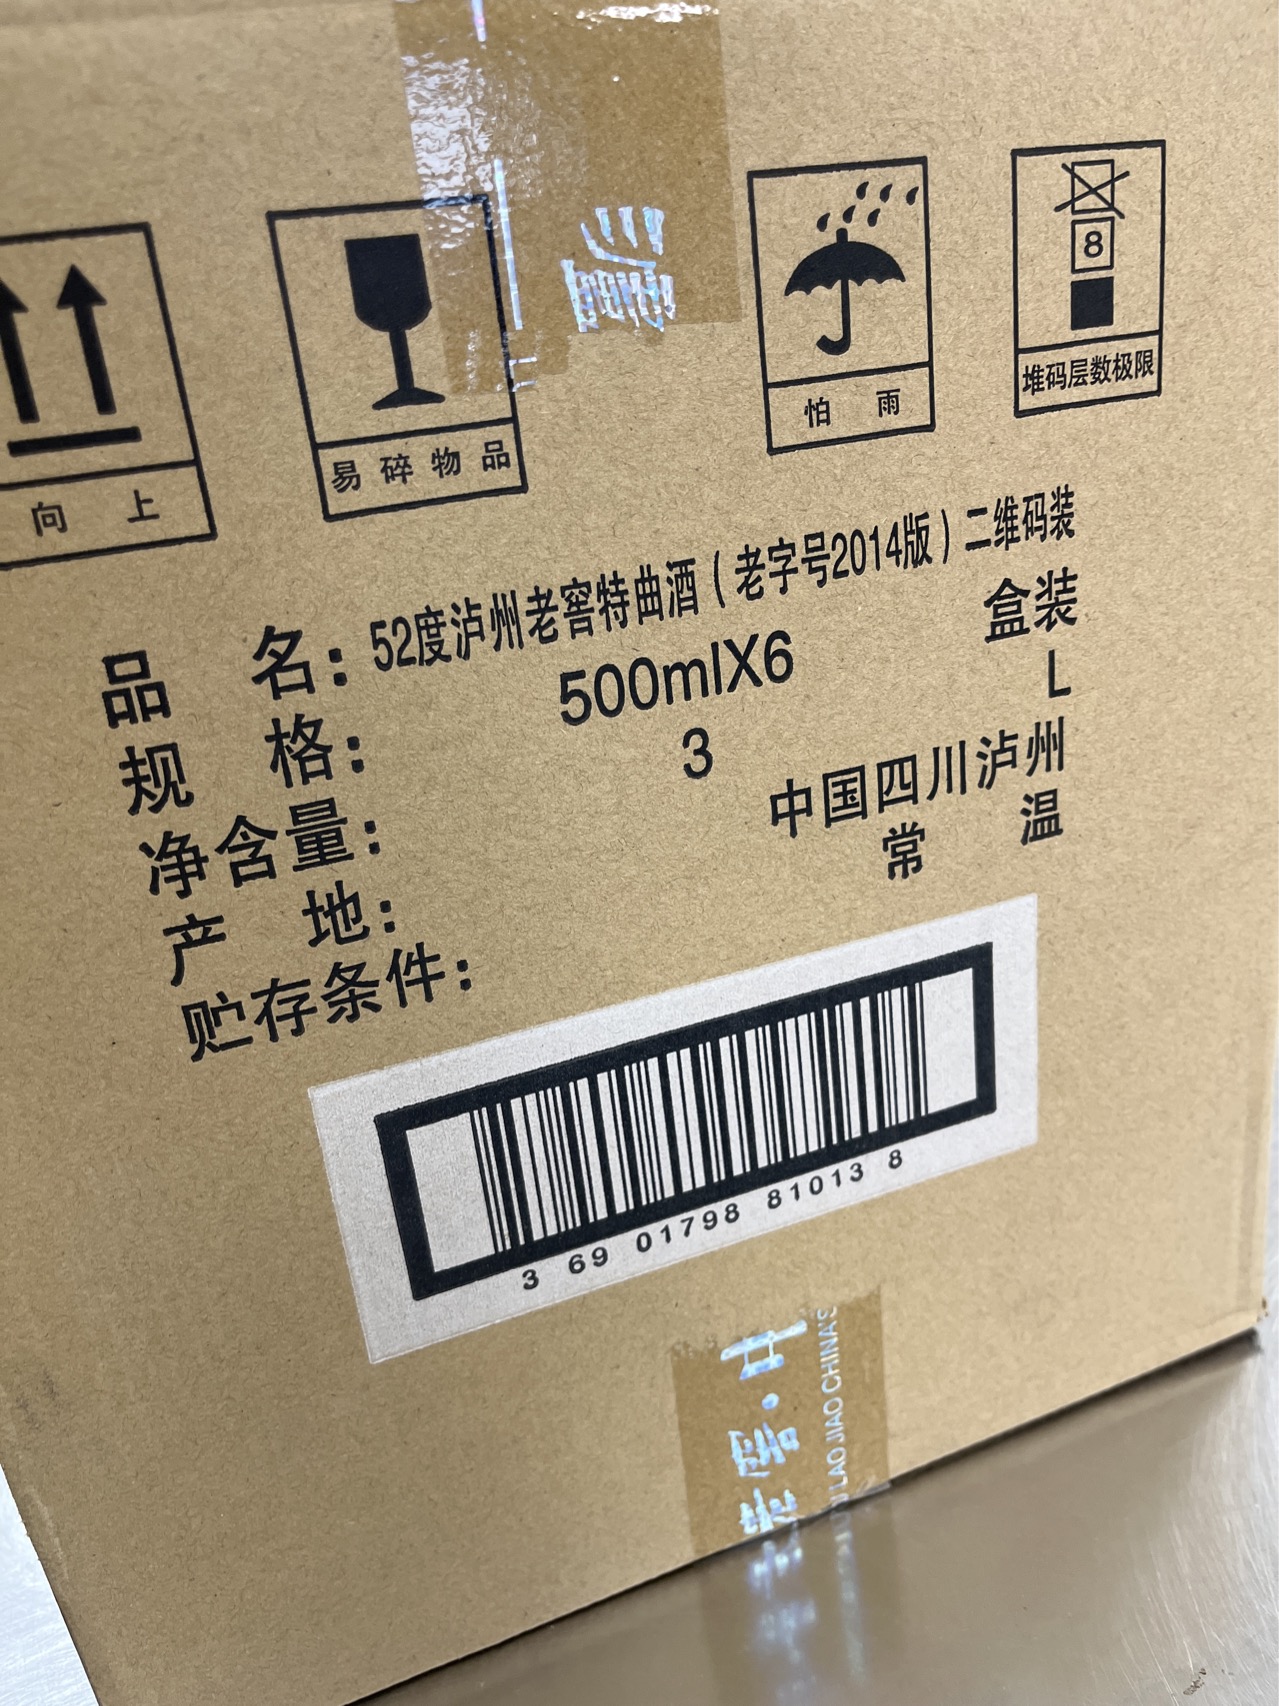 向 上
易碎物品
怕 雨
8
堆码层数极限
品 名：52度泸州老窖特曲酒（老字号2014版）二维码装
规 格： 500mlX6 盒装
净含量： 3 L
产 地： 中国四川泸州
贮存条件： 常 温
3 69 01798 81013 8
老窖·中
LAO JIAO CHINA'S